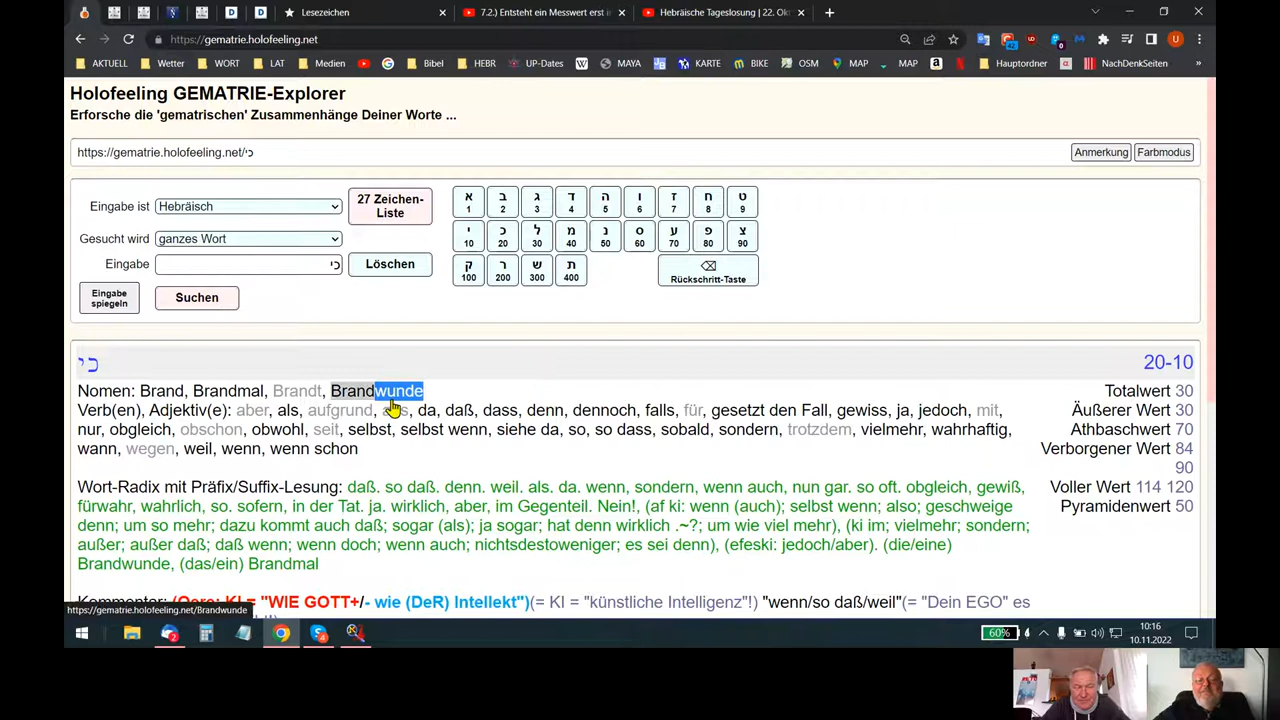 Lesezeichen
7.2.) Entsteht ein Messwert erst i
Hebräische Tageslosung | 22. Okt
https://gematrie.holofeeling.net
AKTUELL Wetter WORT LAT Medien Bibel HEBR UP-Dates MAYA KARTE BIKE OSM MAP MAP Hauptordner NachDenkSeiten
Holofeeling GEMATRIE-Explorer
Erforsche die 'gematrischen' Zusammenhänge Deiner Worte ...
https://gematrie.holofeeling.net/כי
Anmerkung Farbmodus
Eingabe ist Hebräisch
27 Zeichen-
Liste
Gesucht wird ganzes Wort
Eingabe כי
Löschen
Eingabe
spiegeln
Suchen
א ב ג ד ה ו ז ח ט
1 2 3 4 5 6 7 8 9
י כ ל מ נ ס ע פ צ
10 20 30 40 50 60 70 80 90
ק ר ש ת
100 200 300 400
Rückschritt-Taste
כי 20-10
Nomen: Brand, Brandmal, Brandt, Brandwunde
Verb(en), Adjektiv(e): aber, als, aufgrund, da, daß, dass, denn, dennoch, falls, für, gesetzt den Fall, gewiss, ja, jedoch, mit,
nur, obgleich, obschon, obwohl, seit, selbst, selbst wenn, siehe da, so, so dass, sobald, sondern, trotzdem, vielmehr, wahrhaftig,
wann, wegen, weil, wenn, wenn schon
Totalwert 30
Äußerer Wert 30
Athbaschwert 70
Verborgener Wert 84
90
Voller Wert 114 120
Pyramidenwert 50
Wort-Radix mit Präfix/Suffix-Lesung: daß. so daß. denn. weil. als. da. wenn, sondern, wenn auch, nun gar. so oft. obgleich, gewiß,
fürwahr, wahrlich, so. sofern, in der Tat. ja. wirklich, aber, im Gegenteil. Nein!, (af ki: wenn (auch); selbst wenn; also; geschweige
denn; um so mehr; dazu kommt auch daß; sogar (als); ja sogar; hat denn wirklich .~?; um wie viel mehr), (ki im; vielmehr; sondern;
außer; außer daß; daß wenn; wenn doch; wenn auch; nichtsdestoweniger; es sei denn), (efeski: jedoch/aber). (die/eine)
Brandwunde, (das/ein) Brandmal
Kommentar: (Qere: KI = "WIE GOTT+/- wie (DeR) Intellekt")(= KI = "künstliche Intelligenz"!) "wenn/so daß/weil"(= "Dein EGO" es
https://gematrie.holofeeling.net/Brandwunde
60%
10:16
10.11.2022